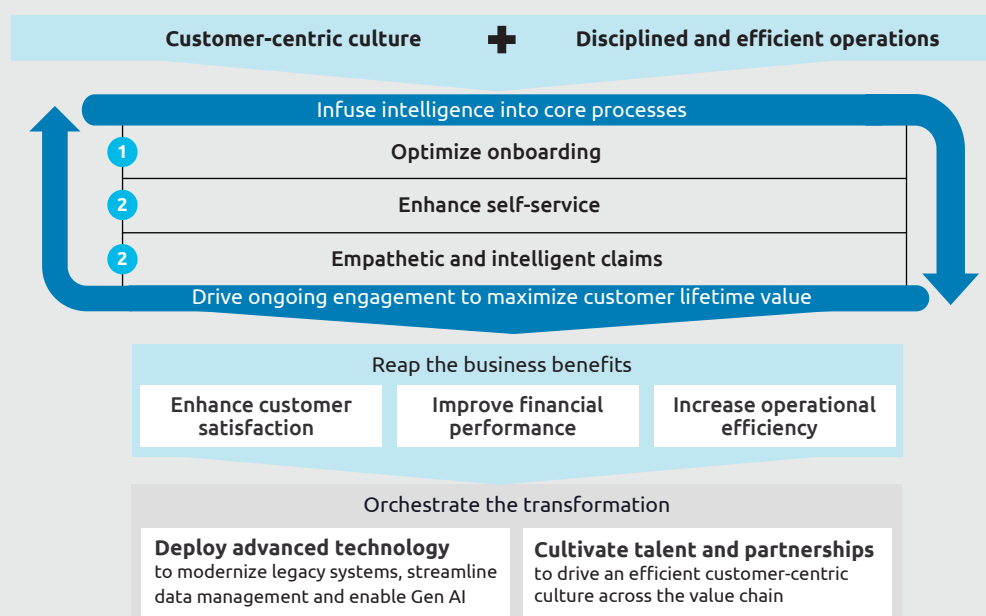 Customer-centric culture + Disciplined and efficient operations
Infuse intelligence into core processes
1 Optimize onboarding
2 Enhance self-service
2 Empathetic and intelligent claims
Drive ongoing engagement to maximize customer lifetime value
Reap the business benefits
Enhance customer
satisfaction
Improve financial
performance
Increase operational
efficiency
Orchestrate the transformation
Deploy advanced technology
to modernize legacy systems, streamline
data management and enable Gen AI
Cultivate talent and partnerships
to drive an efficient customer-centric
culture across the value chain